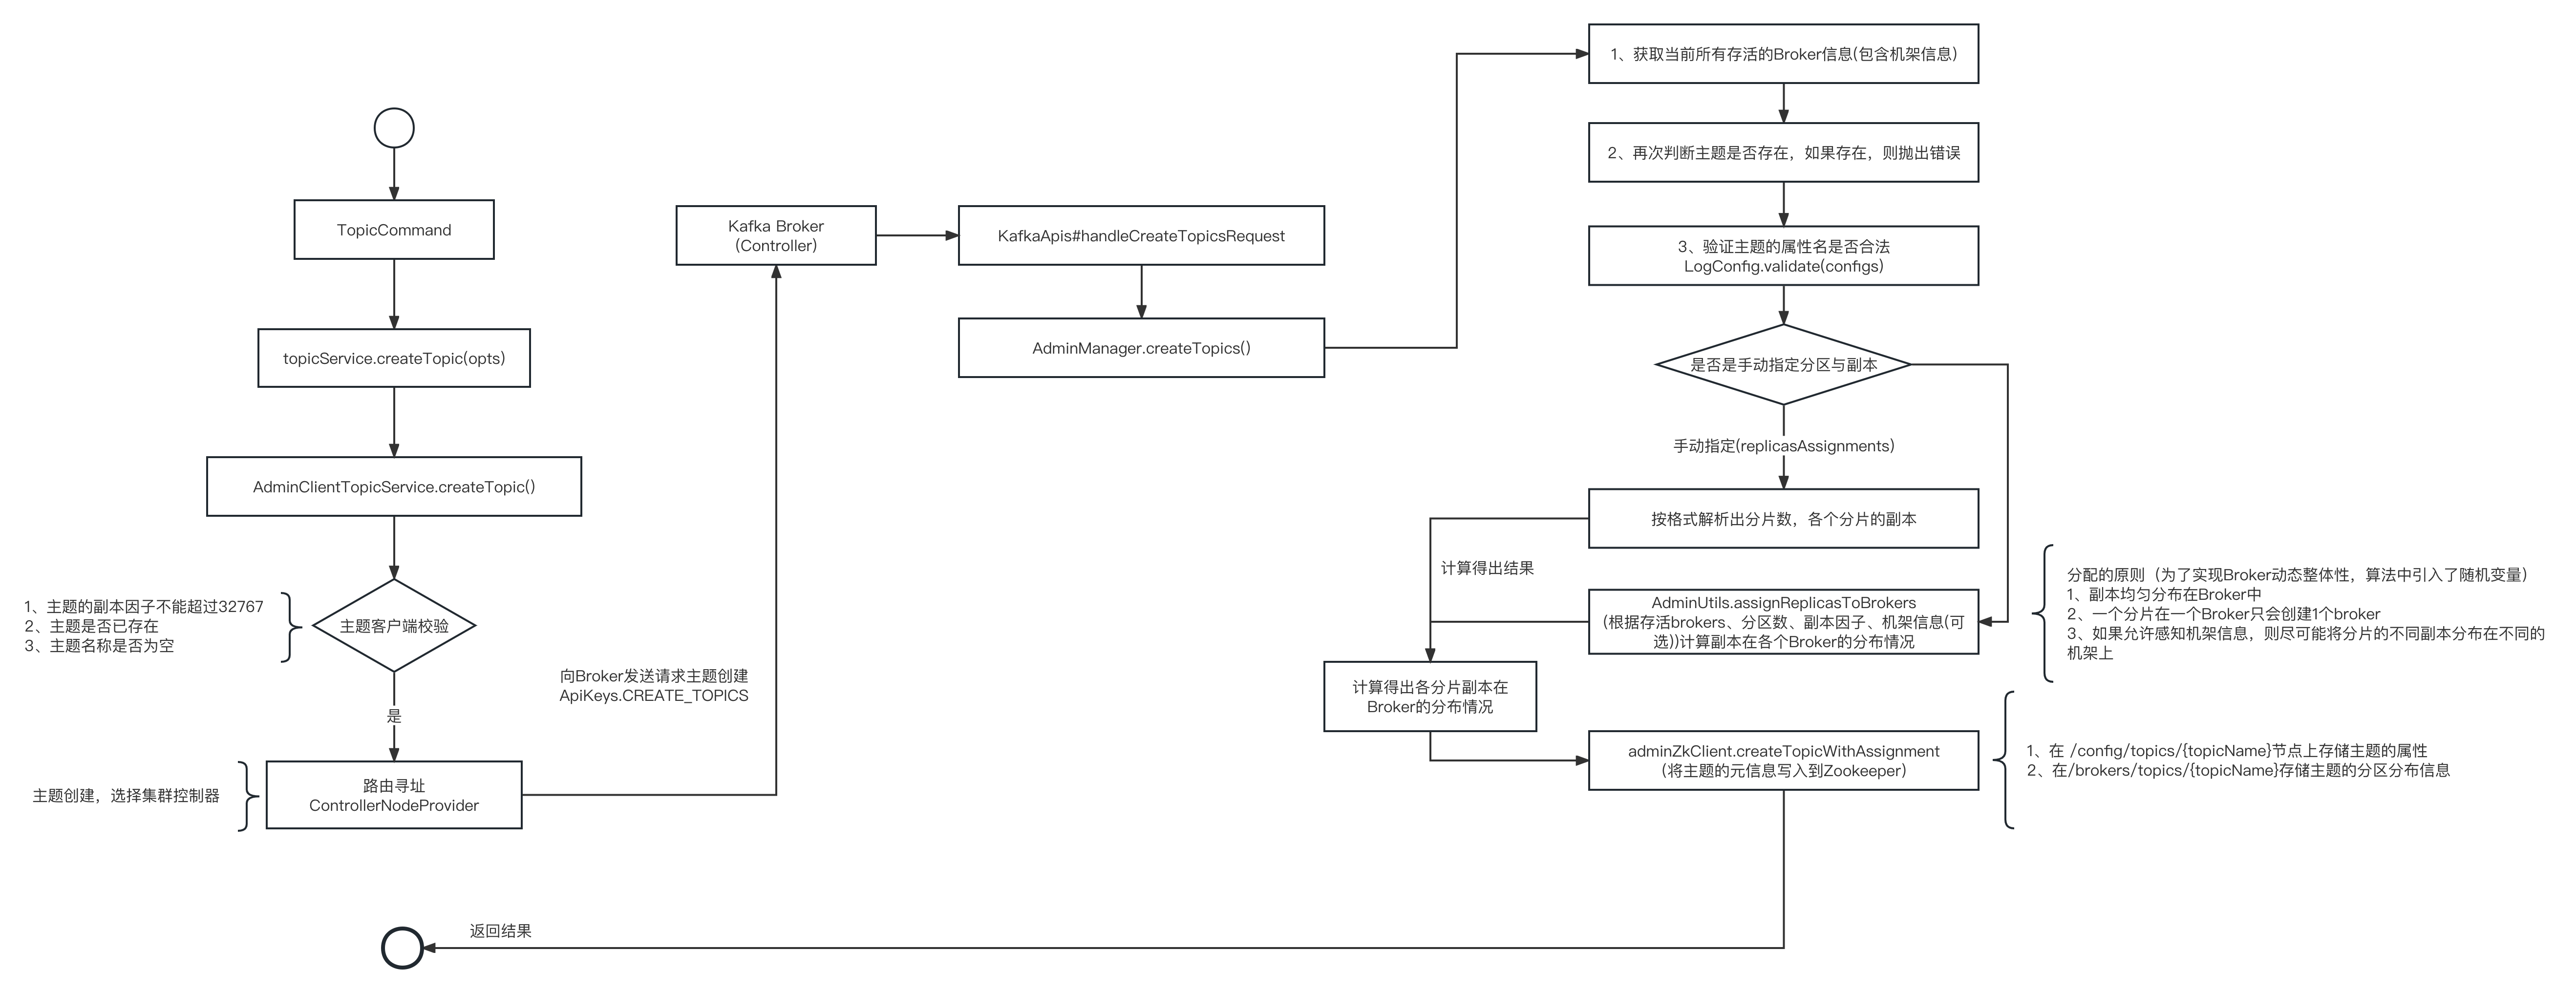 TopicCommand
topicService.createTopic(opts)
AdminClientTopicService.createTopic()
1、主题的副本因子不能超过32767
2、主题是否已存在
3、主题名称是否为空
主题客户端校验
是
主题创建，选择集群控制器
路由寻址
ControllerNodeProvider
向Broker发送请求主题创建
ApiKeys.CREATE_TOPICS
Kafka Broker
(Controller)
KafkaApis#handleCreateTopicsRequest
AdminManager.createTopics()
1、获取当前所有存活的Broker信息(包含机架信息)
2、再次判断主题是否存在，如果存在，则抛出错误
3、验证主题的属性名是否合法
LogConfig.validate(configs)
是否是手动指定分区与副本
手动指定(replicasAssignments)
按格式解析出分片数，各个分片的副本
计算得出结果
AdminUtils.assignReplicasToBrokers
(根据存活brokers、分区数、副本因子、机架信息(可
选))计算副本在各个Broker的分布情况
分配的原则（为了实现Broker动态整体性，算法中引入了随机变量）
1、副本均匀分布在Broker中
2、一个分片在一个Broker只会创建1个broker
3、如果允许感知机架信息，则尽可能将分片的不同副本分布在不同的
机架上
计算得出各分片副本在
Broker的分布情况
adminZkClient.createTopicWithAssignment
(将主题的元信息写入到Zookeeper)
1、在 /config/topics/{topicName}节点上存储主题的属性
2、在/brokers/topics/{topicName}存储主题的分区分布信息
返回结果